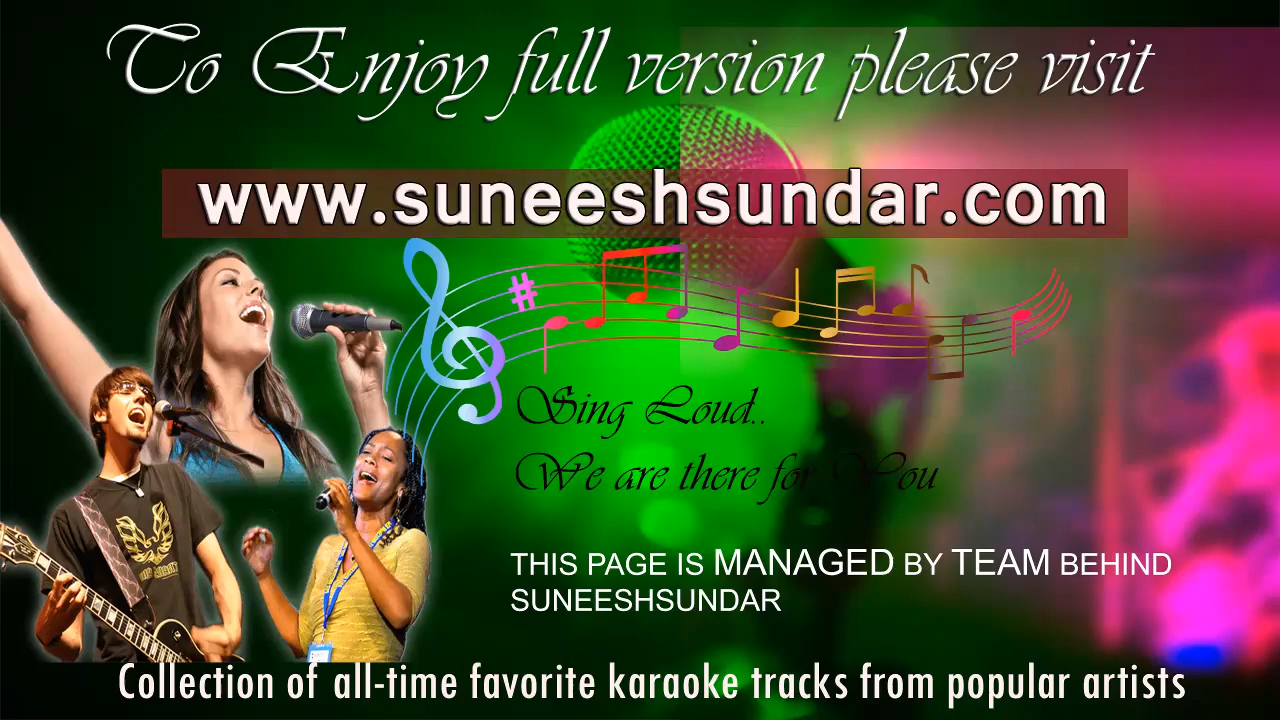 To Enjoy full version please visit
www.suneeshsundar.com
Sing Loud..
We are there for You
THIS PAGE IS MANAGED BY TEAM BEHIND
SUNEESHSUNDAR
Collection of all-time favorite karaoke tracks from popular artists